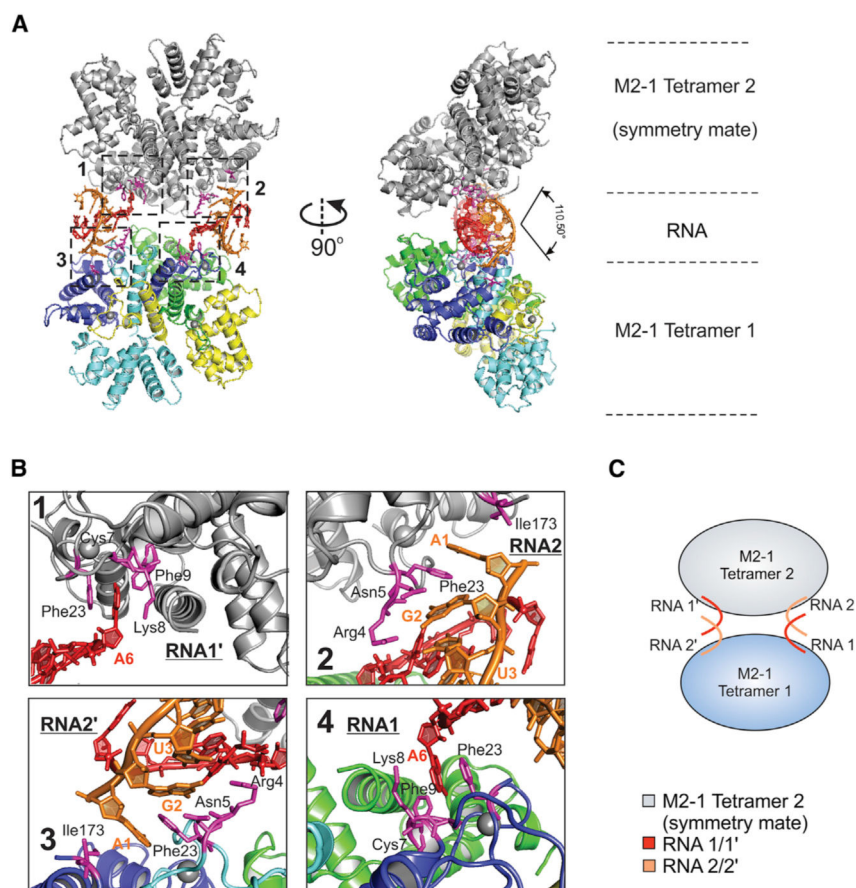 A
1
2
3
4
90°
110.50°
M2-1 Tetramer 2
(symmetry mate)
RNA
M2-1 Tetramer 1
B
1
Cys7
Phe9
Phe23
Lys8
RNA1'
A6
Ile173
A1
RNA2
Asn5
Phe23
G2
Arg4
U3
2
RNA2'
U3
Arg4
G2
Asn5
Ile173
A1
Phe23
3
4
RNA1
Phe23
A6
Lys8
Phe9
Cys7
C
M2-1
Tetramer 2
RNA 1'
RNA 2
RNA 2'
RNA 1
M2-1
Tetramer 1
M2-1 Tetramer 2
(symmetry mate)
RNA 1/1'
RNA 2/2'